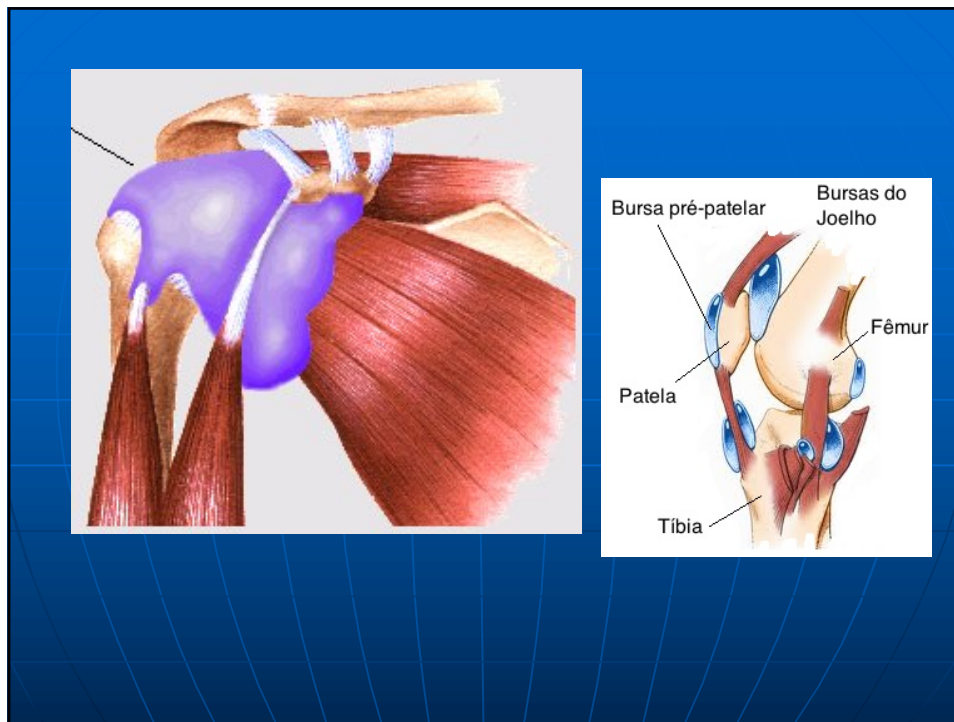 Bursa pré-patelar
Bursas do
Joelho
Fêmur
Patela
Tíbia